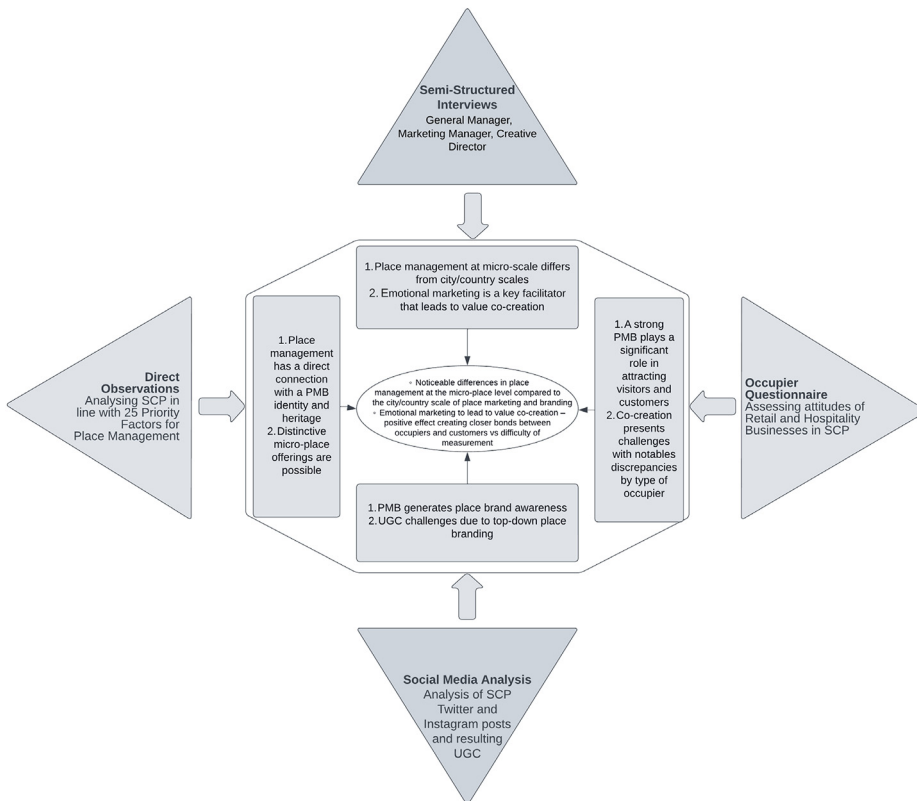 Semi-Structured
Interviews
General Manager,
Marketing Manager, Creative
Director
1.Place management at micro-scale differs
from city/country scales
2. Emotional marketing is a key facilitator
that leads to value co-creation
Direct
Observations
Analysing SCP in
line with 25 Priority
Factors for
Place Management
1.Place
management
has a direct
connection
with a PMB
identity and
heritage
2.Distinctive
micro-place
offerings are
possible
◦ Noticeable differences in place
management at the micro-place level compared to
the city/country scale of place marketing and branding
◦ Emotional marketing to lead to value co-creation –
positive effect creating closer bonds between
occupiers and customers vs difficulty of
measurement
1.A strong
PMB plays a
significant
role in
attracting
visitors and
customers
2.Co-creation
presents
challenges
with notables
discrepancies
by type of
occupier
Occupier
Questionnaire
Assessing attitudes of
Retail and Hospitality
Businesses in SCP
1.PMB generates place brand awareness
2.UGC challenges due to top-down place
branding
Social Media Analysis
Analysis of SCP
Twitter and
Instagram posts
and resulting
UGC